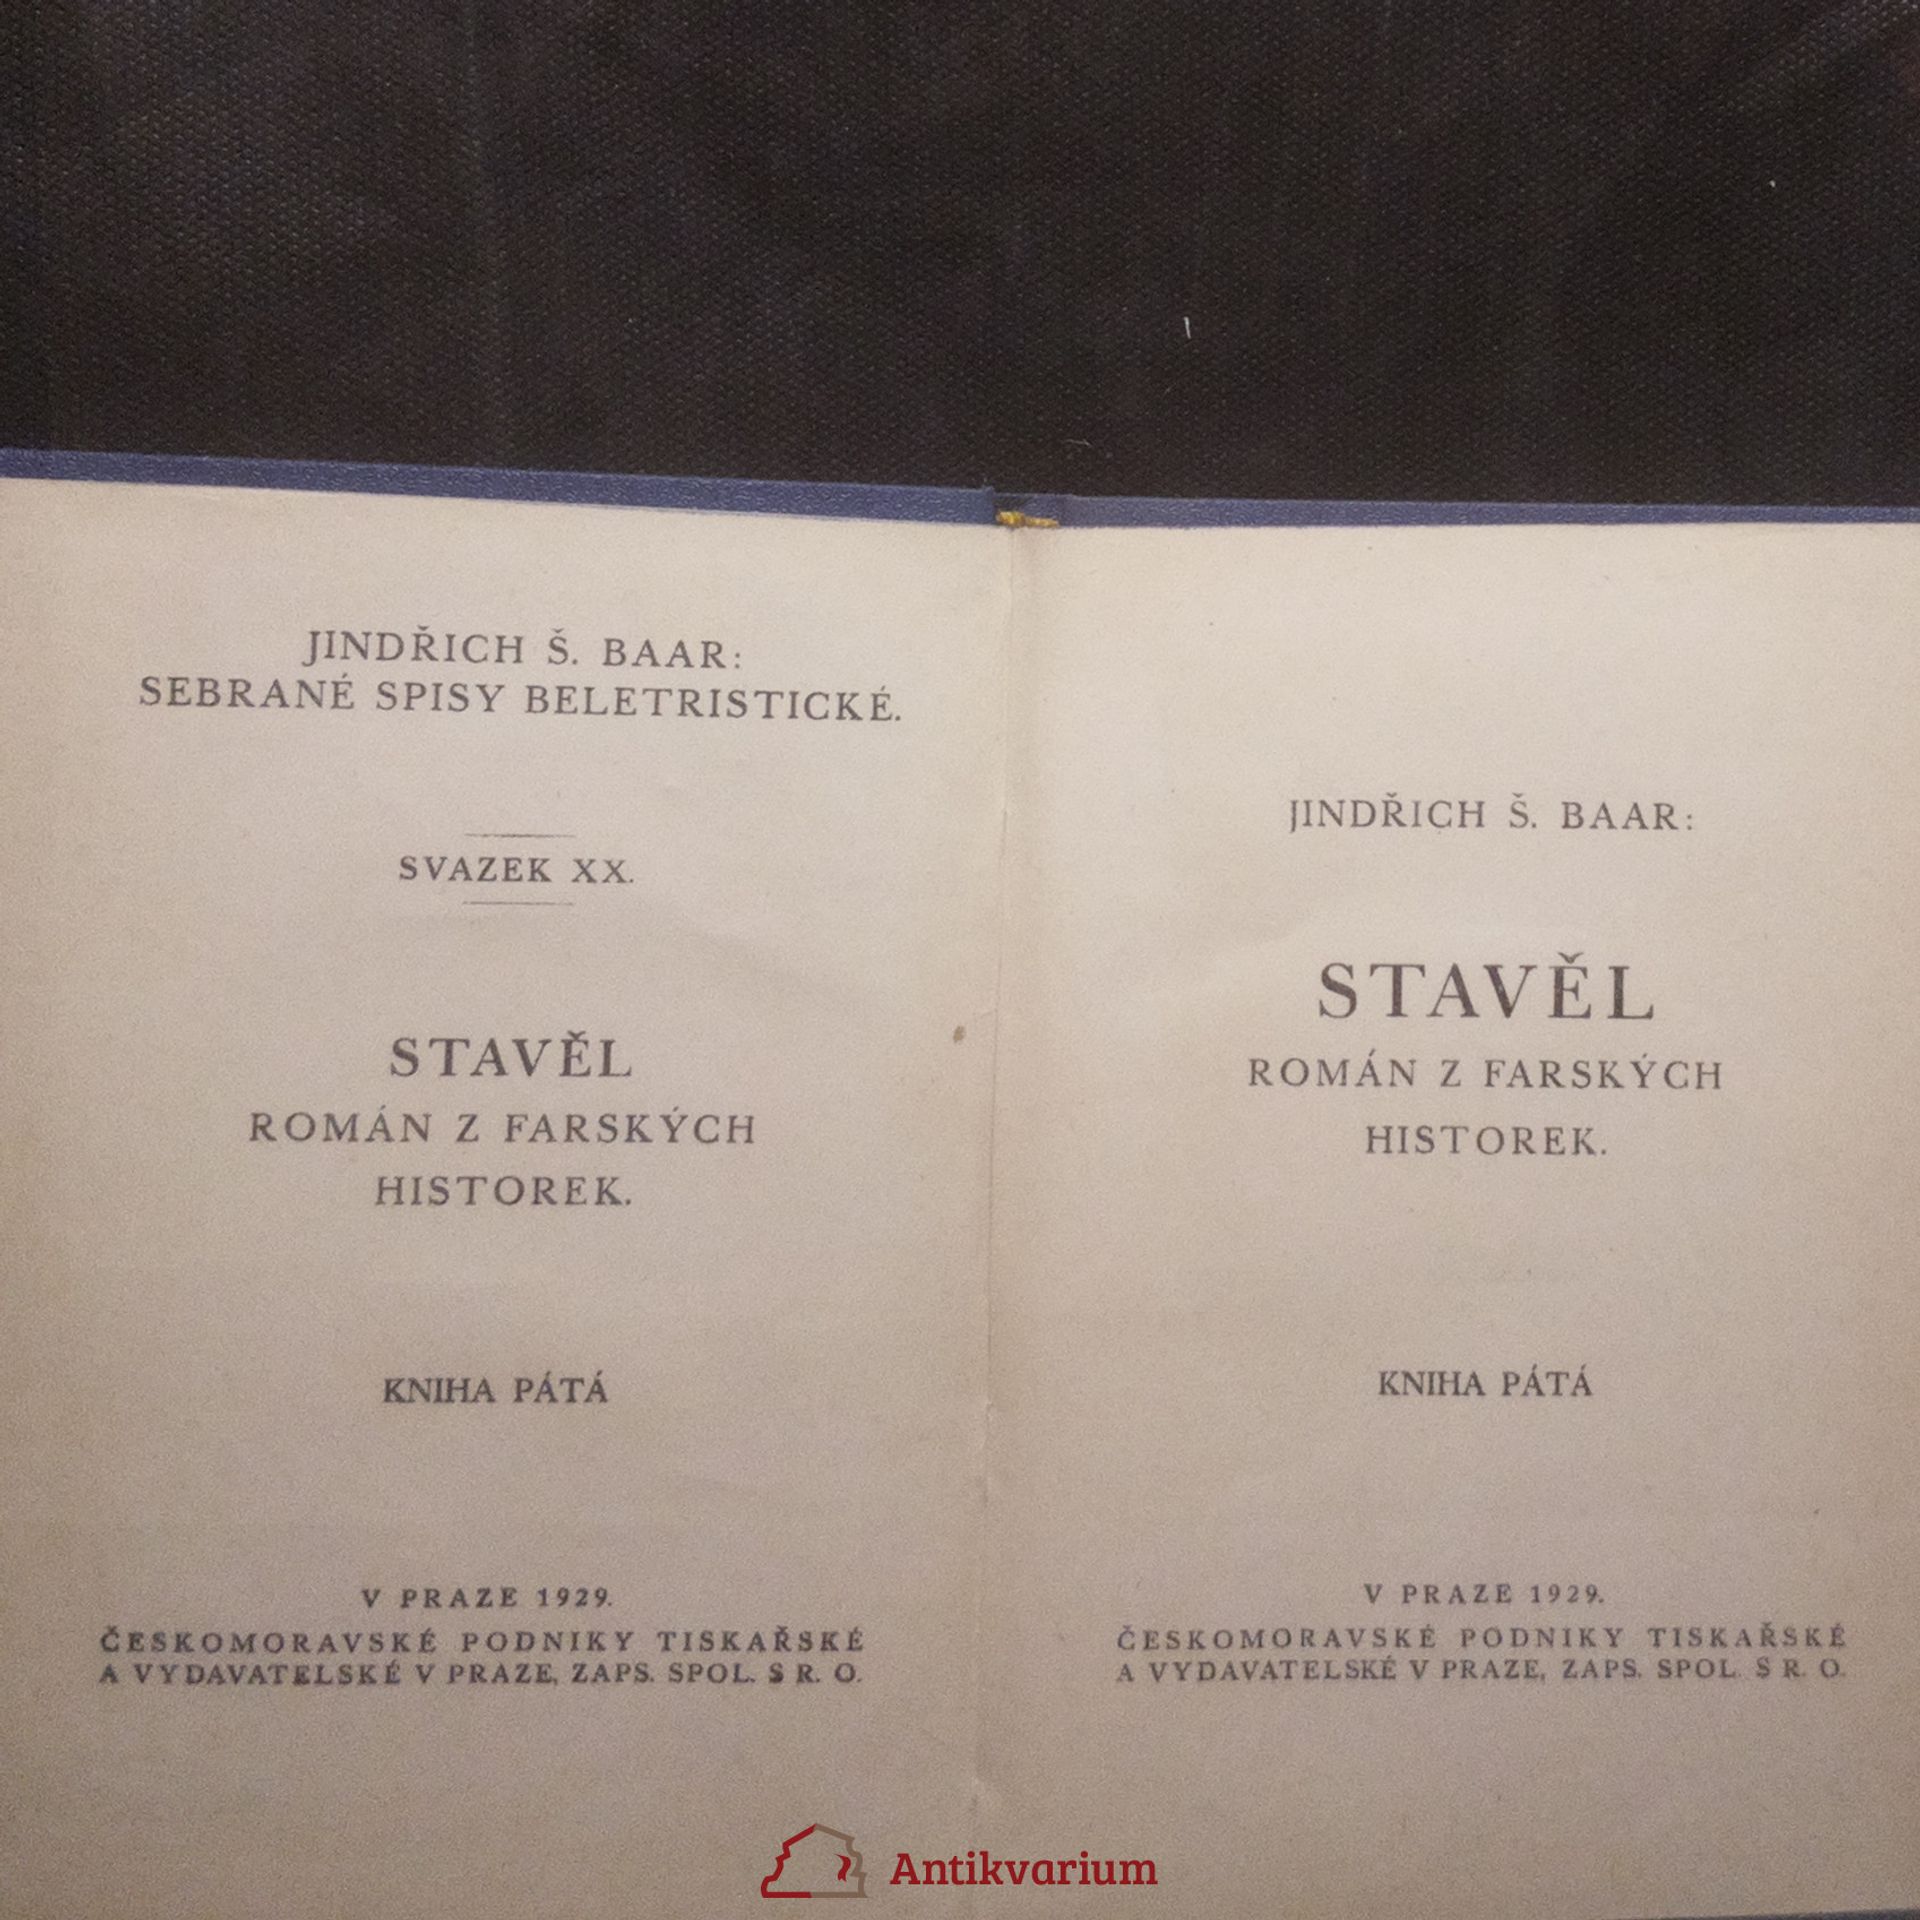 JINDŘICH Š. BAAR:
SEBRANÉ SPISY BELETRISTICKÉ.
SVAZEK XX.
STAVĚL
ROMÁN Z FARSKÝCH
HISTOREK.
KNIHA PÁTÁ
V PRAZE 1929.
ČESKOMORAVSKÉ PODNIKY TISKAŘSKÉ
A VYDAVATELSKÉ V PRAZE, ZAPS. SPOL. S R. O.
JINDŘICH Š. BAAR:
STAVĚL
ROMÁN Z FARSKÝCH
HISTOREK.
KNIHA PÁTÁ
V PRAZE 1929.
ČESKOMORAVSKÉ PODNIKY TISKAŘSKÉ
A VYDAVATELSKÉ V PRAZE, ZAPS. SPOL. S R. O.
Antikvarium